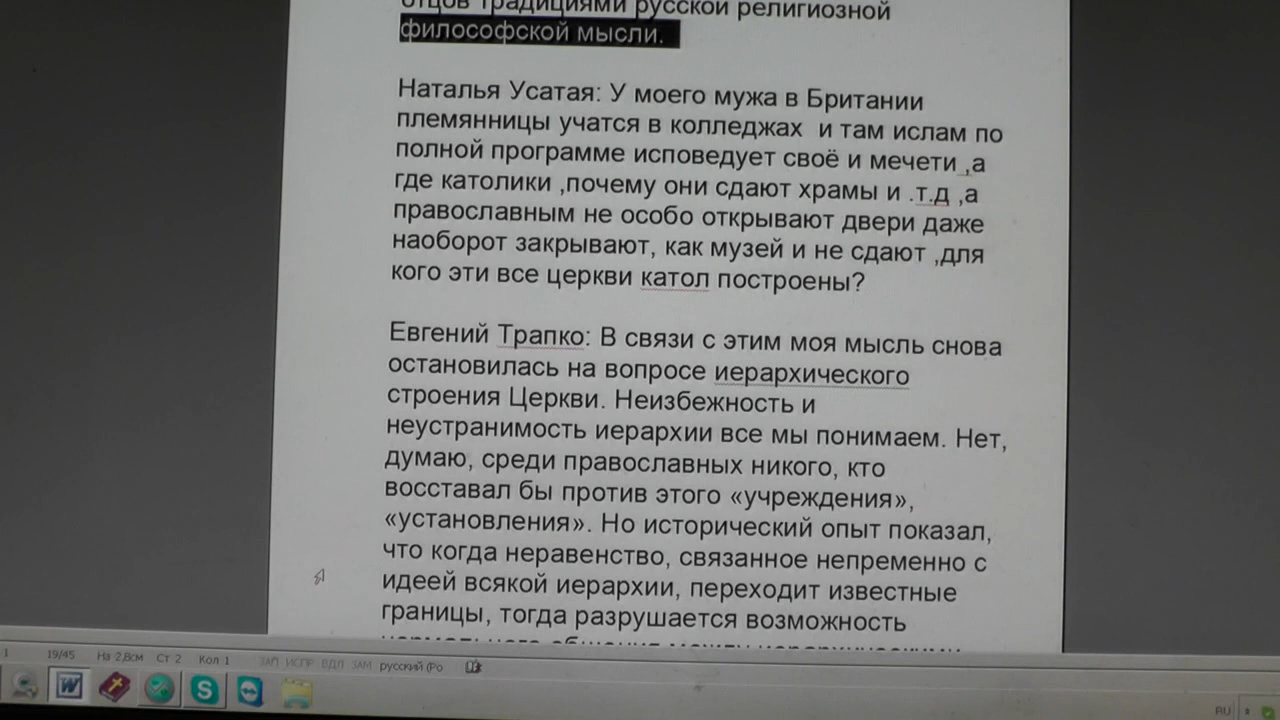 отцов традициями русской религиозной
философской мысли.
Наталья Усатая: У моего мужа в Британии
племянницы учатся в колледжах и там ислам по
полной программе исповедует своё и мечети ,а
где католики ,почему они сдают храмы и .т.д ,а
православным не особо открывают двери даже
наоборот закрывают, как музей и не сдают ,для
кого эти все церкви катол построены?
Евгений Трапко: В связи с этим моя мысль снова
остановилась на вопросе иерархического
строения Церкви. Неизбежность и
неустранимость иерархии все мы понимаем. Нет,
думаю, среди православных никого, кто
восставал бы против этого «учреждения»,
«установления». Но исторический опыт показал,
что когда неравенство, связанное непременно с
идеей всякой иерархии, переходит известные
границы, тогда разрушается возможность
1 19/45 На 2,8см Ст 2 Кол 1 ЗАП ИСПР ВДЛ ЗАМ русский (Ро
W S RU